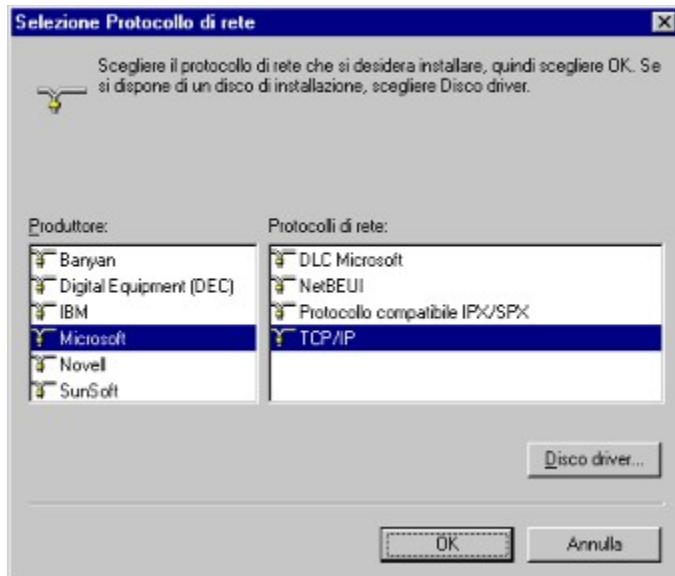 Selezione Protocollo di rete
Scegliere il protocollo di rete che si desidera installare, quindi scegliere OK. Se
si dispone di un disco di installazione, scegliere Disco driver.
Produttore:
Banyan
Digital Equipment (DEC)
IBM
Microsoft
Novell
SunSoft
Protocolli di rete:
DLC Microsoft
NetBEUI
Protocollo compatibile IPX/SPX
TCP/IP
Disco driver...
OK
Annulla